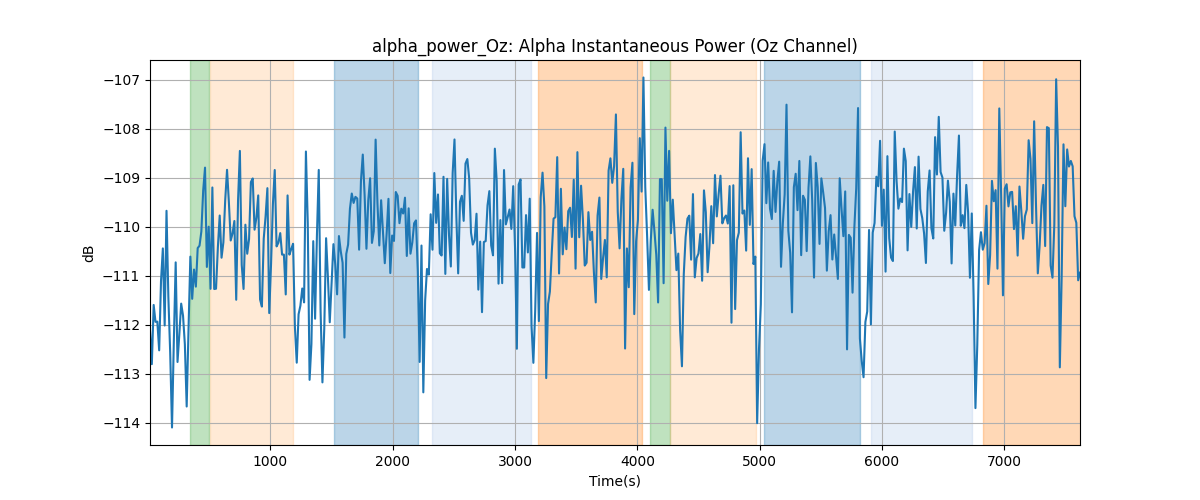 alpha_power_Oz: Alpha Instantaneous Power (Oz Channel)
dB
−107
−108
−109
−110
−111
−112
−113
−114
1000 2000 3000 4000 5000 6000 7000
Time(s)